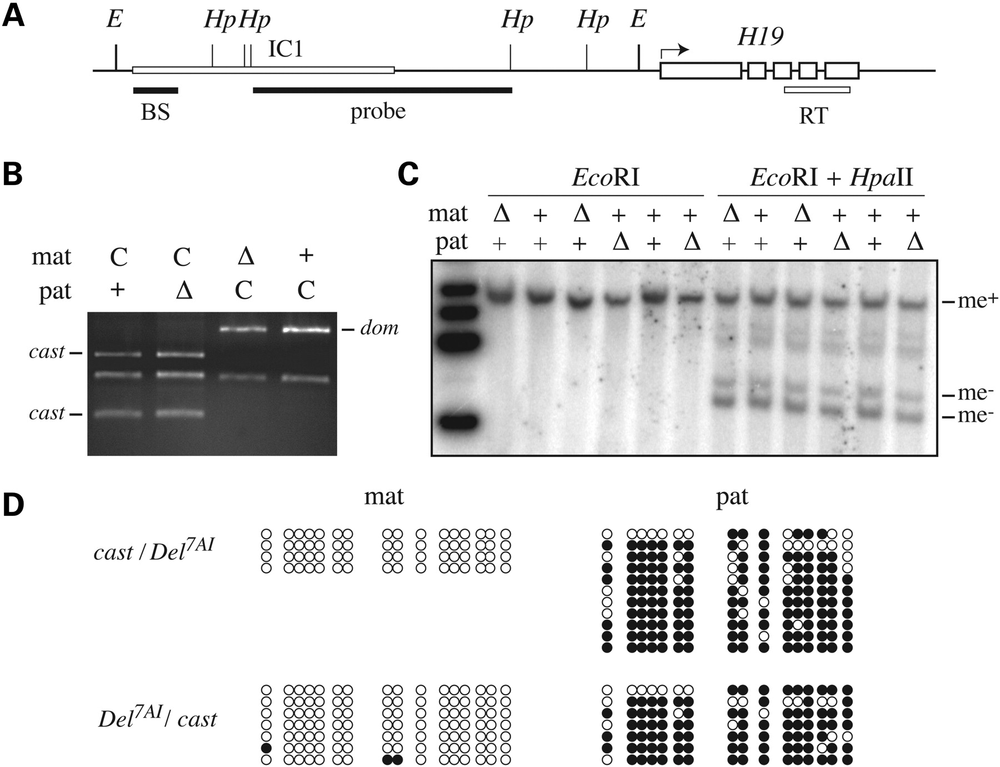 A
E Hp Hp Hp Hp E H19
IC1
BS probe RT
B
mat C C Δ +
pat + Δ C C
dom
cast
cast
C
EcoRI EcoRI + HpaII
mat Δ + Δ + + + Δ + Δ + + +
pat + + + Δ + Δ + + + Δ + Δ
me+
me-
me-
D
mat pat
cast / Del7AI
Del7AI/ cast